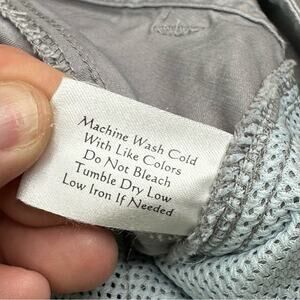 Machine Wash Cold
With Like Colors
Do Not Bleach
Tumble Dry Low
Low Iron If Needed